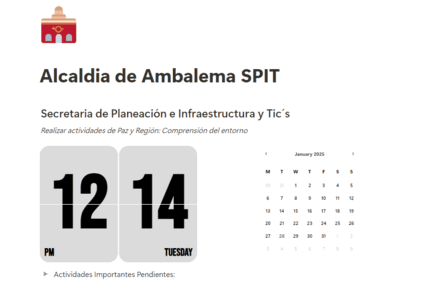 Alcaldia de Ambalema SPIT
Secretaria de Planeación e Infraestructura y Tic´s
Realizar actividades de Paz y Región: Comprensión del entorno
12 14
PM TUESDAY
January 2025
M T W T F S S
30 31 1 2 3 4 5
6 7 8 9 10 11 12
13 14 15 16 17 18 19
20 21 22 23 24 25 26
27 28 29 30 31 1 2
3 4 5 6 7 8 9
Actividades Importantes Pendientes: